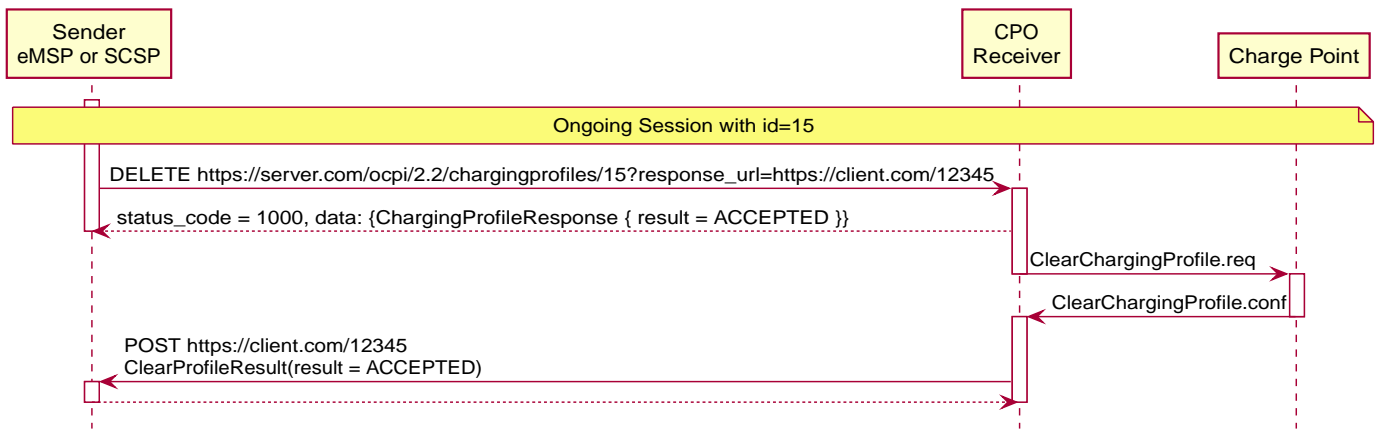 Sender
eMSP or SCSP
CPO
Receiver
Charge Point
Ongoing Session with id=15
DELETE https://server.com/ocpi/2.2/chargingprofiles/15?response_url=https://client.com/12345
status_code = 1000, data: {ChargingProfileResponse { result = ACCEPTED }}
ClearChargingProfile.req
ClearChargingProfile.conf
POST https://client.com/12345
ClearProfileResult(result = ACCEPTED)